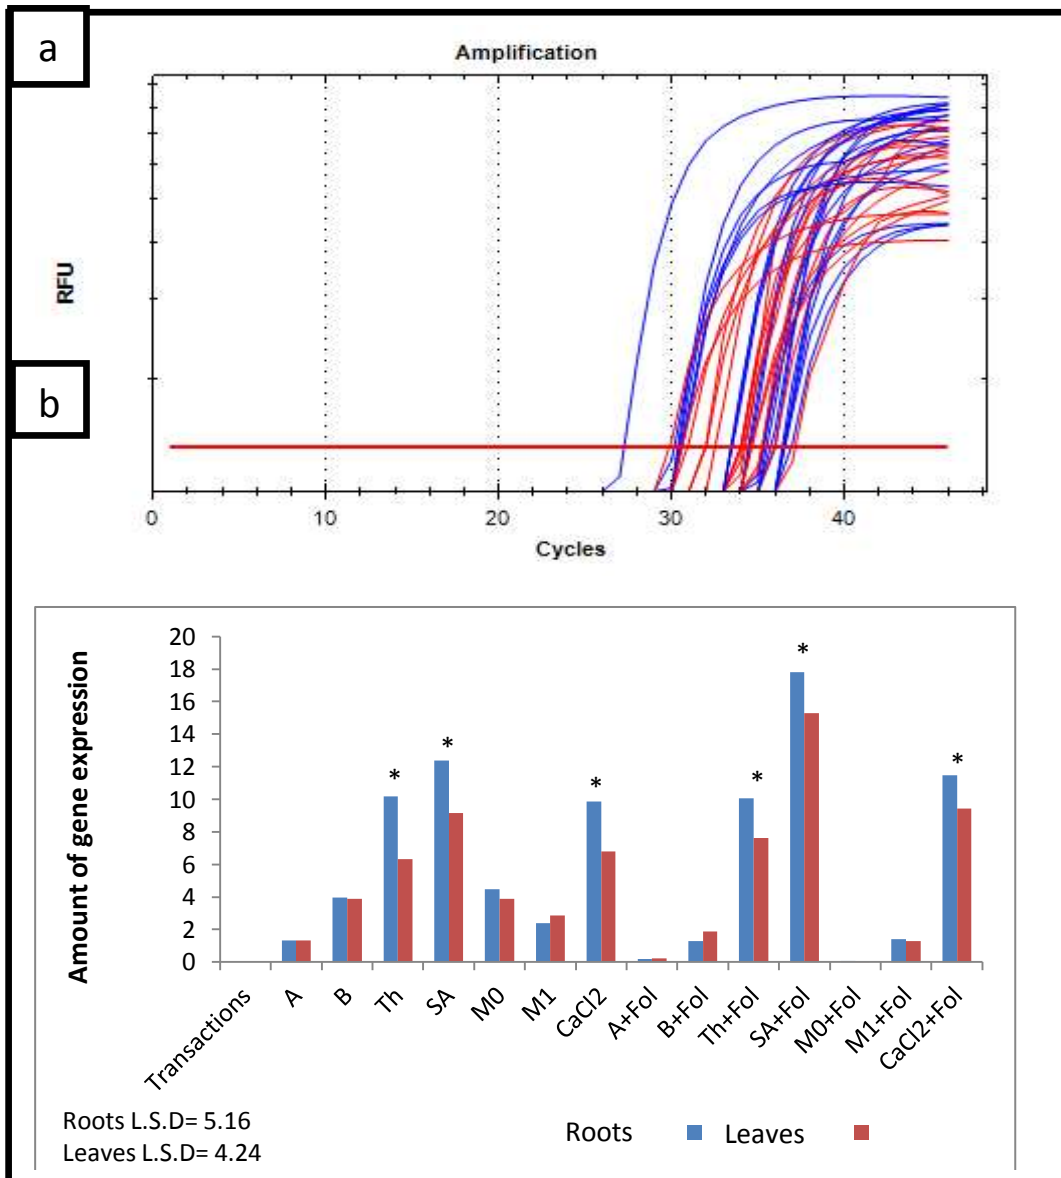 a
Amplification
RFU
b
0 10 20 30 40
Cycles
Amount of gene expression
20
18
16
14
12
10
8
6
4
2
0
*
*
*
*
*
*
Transactions A B Th SA M0 M1 CaCl2 A+Fol B+Fol Th+Fol SA+Fol M0+Fol M1+Fol CaCl2+Fol
Roots L.S.D= 5.16
Leaves L.S.D= 4.24
Roots Leaves